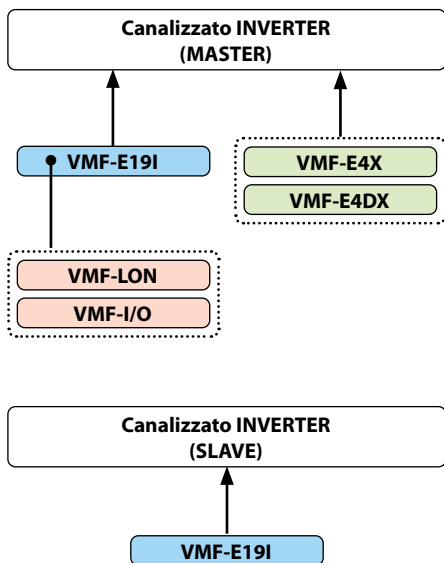 Canalizzato INVERTER
(MASTER)
VMF-E19I
VMF-E4X
VMF-E4DX
VMF-LON
VMF-I/O
Canalizzato INVERTER
(SLAVE)
VMF-E19I